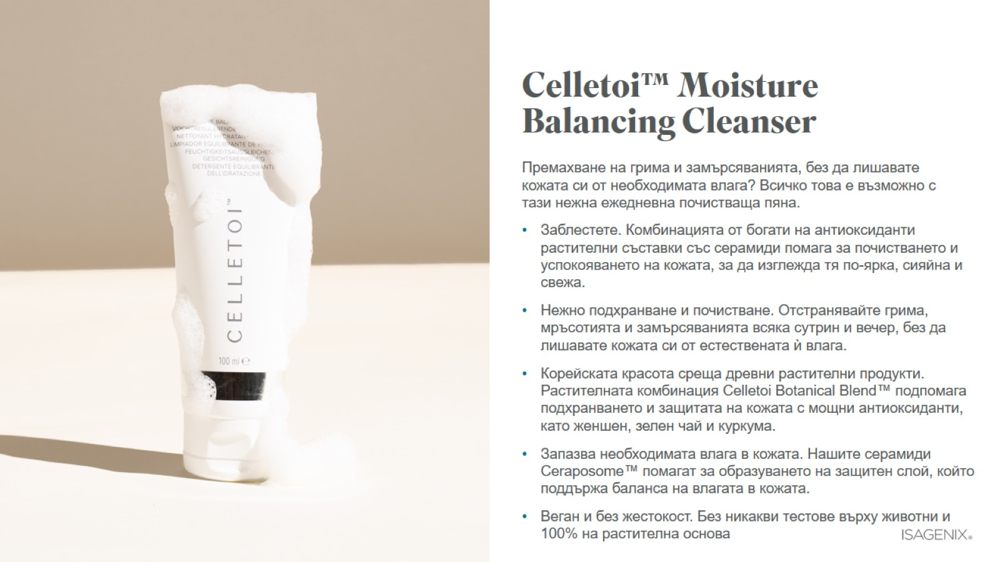 VOCHTREGULERENDE
NETTOYANT HYDRATANT
LIMPIADOR EQUILIBRANTE DE
FEUCHTIGKEITSAUSGLEICHEN
GESICHTSREINIGUNG
DETERGENTE EQUILIBRANTE
DELL'IDRATAZIONE
CELLETOI™
100 ml ℮
Celletoi™ Moisture
Balancing Cleanser
Премахване на грима и замърсяванията, без да лишавате
кожата си от необходимата влага? Всичко това е възможно с
тази нежна ежедневна почистваща пяна.
• Заблестете. Комбинацията от богати на антиоксиданти
растителни съставки със серамиди помага за почистването и
успокояването на кожата, за да изглежда тя по-ярка, сияйна и
свежа.
• Нежно подхранване и почистване. Отстранявайте грима,
мръсотията и замърсяванията всяка сутрин и вечер, без да
лишавате кожата си от естествената ѝ влага.
• Корейската красота среща древни растителни продукти.
Растителната комбинация Celletoi Botanical Blend™ подпомага
подхранването и защитата на кожата с мощни антиоксиданти,
като женшен, зелен чай и куркума.
• Запазва необходимата влага в кожата. Нашите серамиди
Ceraposome™ помагат за образуването на защитен слой, който
поддържа баланса на влагата в кожата.
• Веган и без жестокост. Без никакви тестове върху животни и
100% на растителна основа
ISAGENIX®